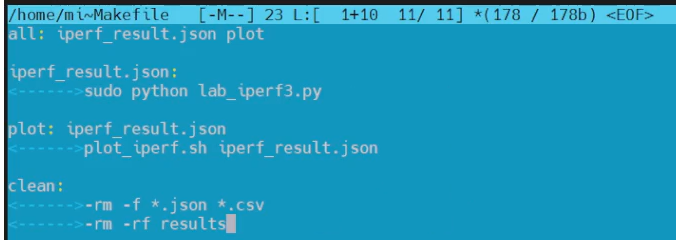 /home/mi~Makefile [-M--] 23 L:[ 1+10 11/ 11] *(178 / 178b) <EOF>
all: iperf_result.json plot
iperf_result.json:
<------>sudo python lab_iperf3.py
plot: iperf_result.json
<------>plot_iperf.sh iperf_result.json
clean:
<------>-rm -f *.json *.csv
<------>-rm -rf results